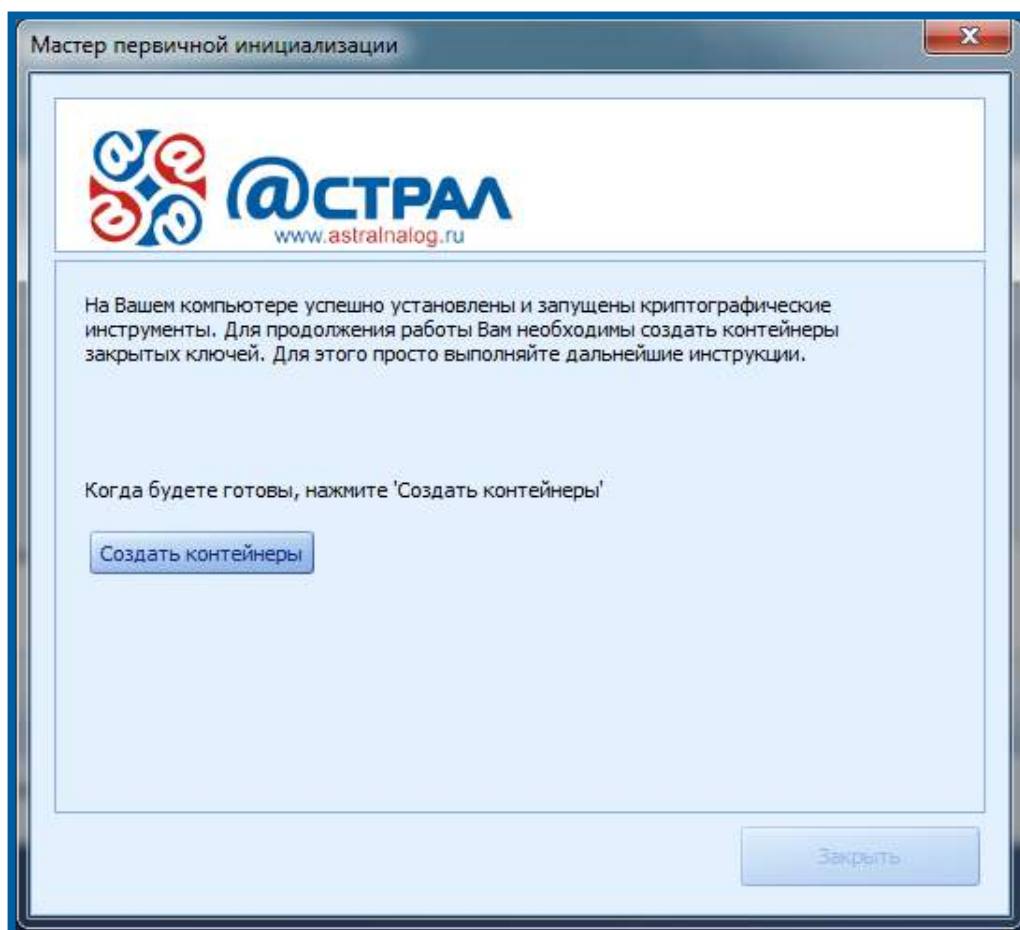 Мастер первичной инициализации
@СТРАЛ
www.astralnalog.ru
На Вашем компьютере успешно установлены и запущены криптографические
инструменты. Для продолжения работы Вам необходимы создать контейнеры
закрытых ключей. Для этого просто выполняйте дальнейшие инструкции.
Когда будете готовы, нажмите 'Создать контейнеры'
Создать контейнеры
Закрыть